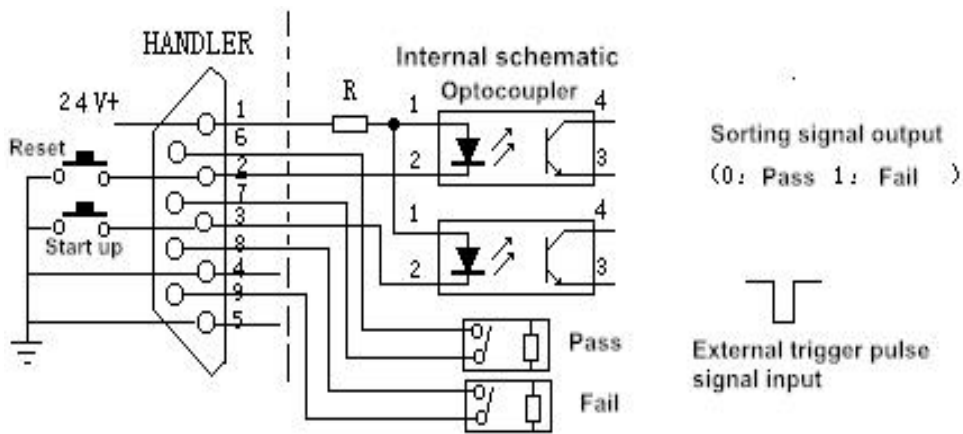 HANDLER
24V+
Reset
Start up
1
6
2
7
3
8
4
9
5
R
Internal schematic
Optocoupler
1
2
4
3
1
2
4
3
Pass
Fail
Sorting signal output
(0: Pass 1: Fail )
External trigger pulse
signal input